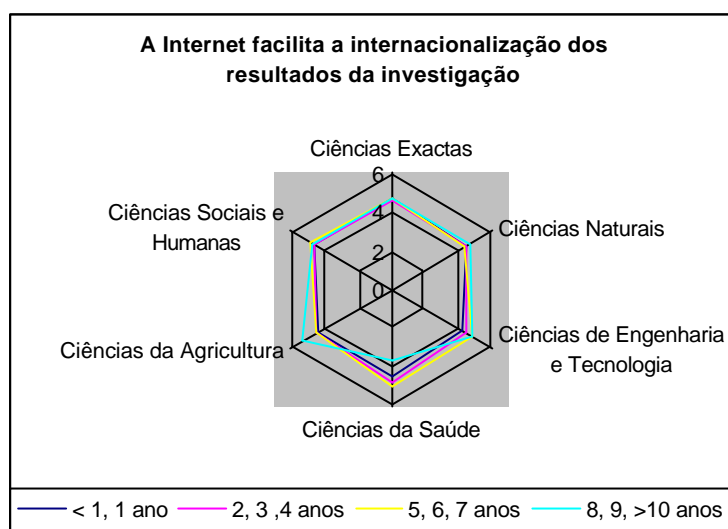 A Internet facilita a internacionalização dos
resultados da investigação
Ciências Exactas
6
4
2
0
Ciências Naturais
Ciências de Engenharia
e Tecnologia
Ciências da Saúde
Ciências da Agricultura
Ciências Sociais e
Humanas
< 1, 1 ano
2, 3 ,4 anos
5, 6, 7 anos
8, 9, >10 anos